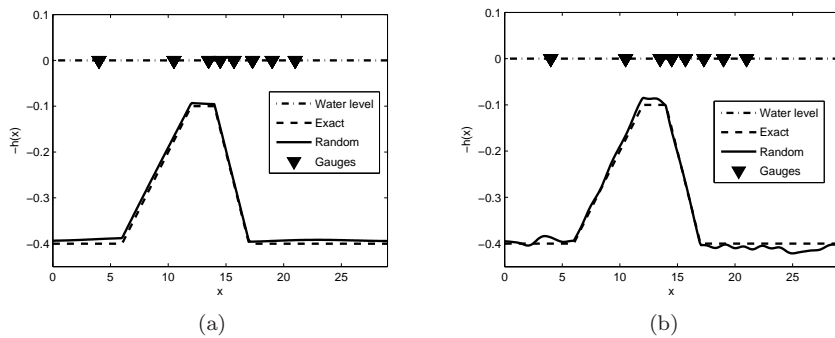 0.1
0
−0.1
−0.2
−0.3
−0.4
−h(x)
0 5 10 15 20 25
x
Water level
Exact
Random
Gauges
(a)
0.1
0
−0.1
−0.2
−0.3
−0.4
−h(x)
0 5 10 15 20 25
x
Water level
Exact
Random
Gauges
(b)